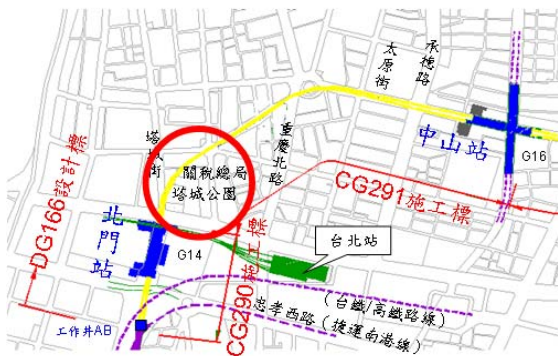 承德路
太原街
重慶北路
中山站
G16
塔城街
關稅總局
塔城公園
CG291施工標
DG166設計標
北門站
G14
CG290施工標
台北站
(台鐵/高鐵路線)
忠孝西路(捷運南港線)
工作井AB